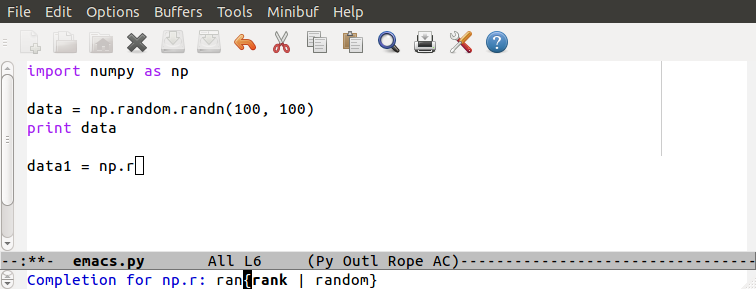 File Edit Options Buffers Tools Minibuf Help
import numpy as np
data = np.random.randn(100, 100)
print data
data1 = np.r
--:**- emacs.py All L6 (Py Outl Rope AC)----------------------------------
Completion for np.r: ran{rank | random}